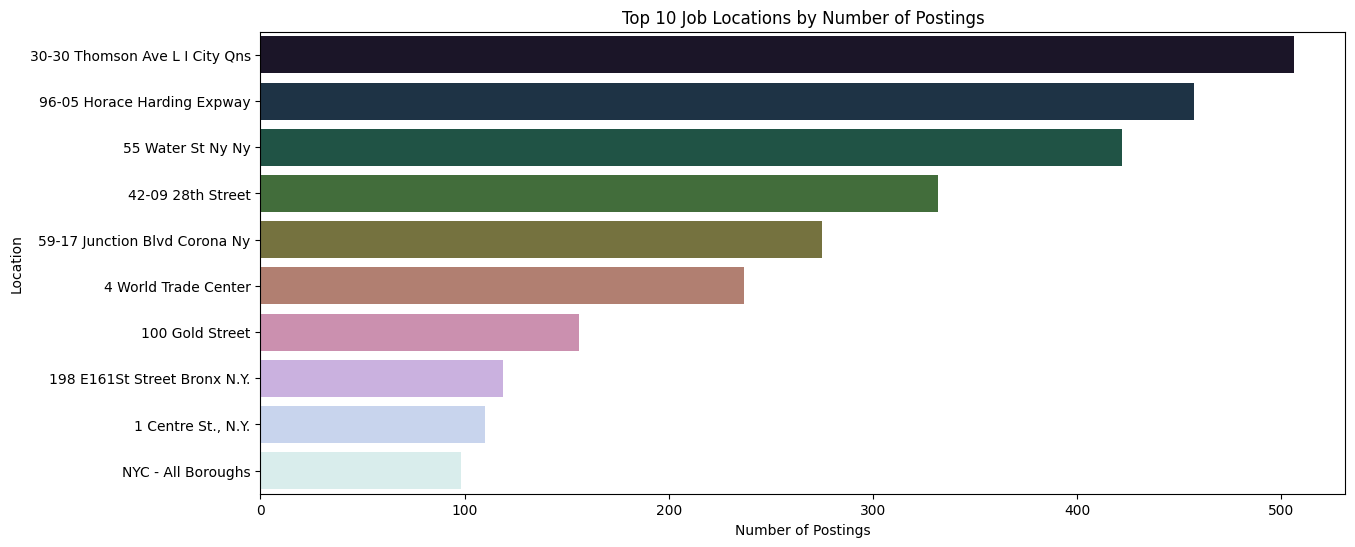 Top 10 Job Locations by Number of Postings
Location
30-30 Thomson Ave L I City Qns
96-05 Horace Harding Expway
55 Water St Ny Ny
42-09 28th Street
59-17 Junction Blvd Corona Ny
4 World Trade Center
100 Gold Street
198 E161St Street Bronx N.Y.
1 Centre St., N.Y.
NYC - All Boroughs
0 100 200 300 400 500
Number of Postings